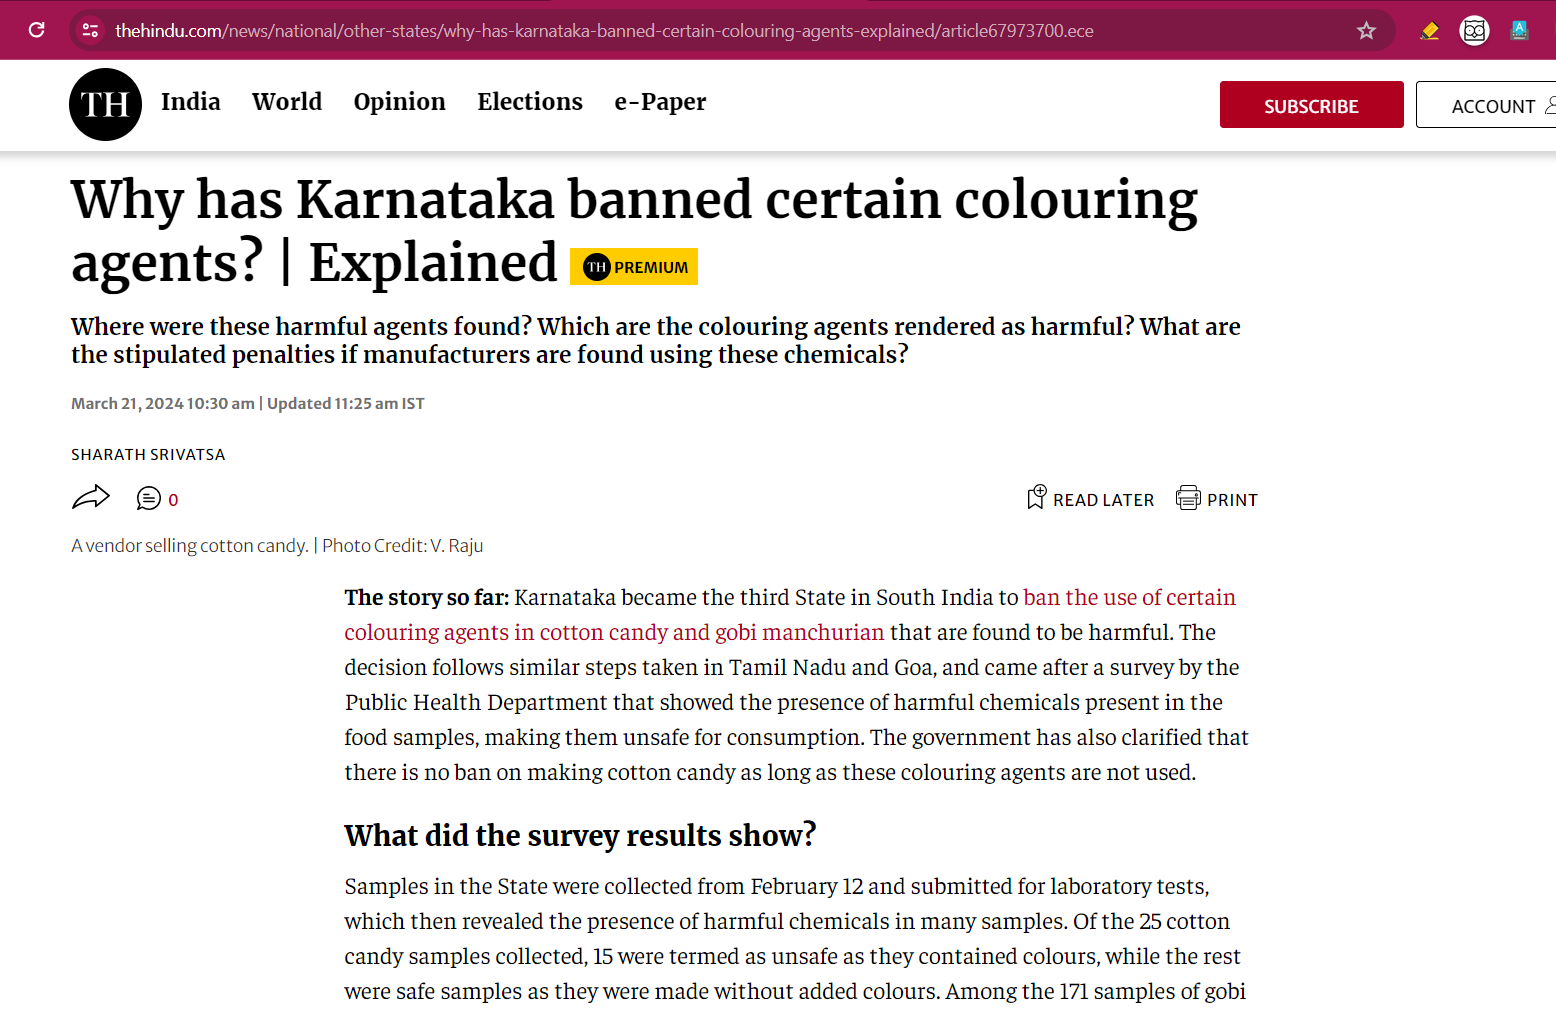 thehindu.com/news/national/other-states/why-has-karnataka-banned-certain-colouring-agents-explained/article67973700.ece
TH India World Opinion Elections e-Paper SUBSCRIBE ACCOUNT
Why has Karnataka banned certain colouring
agents? | Explained TH PREMIUM
Where were these harmful agents found? Which are the colouring agents rendered as harmful? What are
the stipulated penalties if manufacturers are found using these chemicals?
March 21, 2024 10:30 am | Updated 11:25 am IST
SHARATH SRIVATSA
0 READ LATER PRINT
A vendor selling cotton candy. | Photo Credit: V. Raju
The story so far: Karnataka became the third State in South India to ban the use of certain
colouring agents in cotton candy and gobi manchurian that are found to be harmful. The
decision follows similar steps taken in Tamil Nadu and Goa, and came after a survey by the
Public Health Department that showed the presence of harmful chemicals present in the
food samples, making them unsafe for consumption. The government has also clarified that
there is no ban on making cotton candy as long as these colouring agents are not used.
What did the survey results show?
Samples in the State were collected from February 12 and submitted for laboratory tests,
which then revealed the presence of harmful chemicals in many samples. Of the 25 cotton
candy samples collected, 15 were termed as unsafe as they contained colours, while the rest
were safe samples as they were made without added colours. Among the 171 samples of gobi